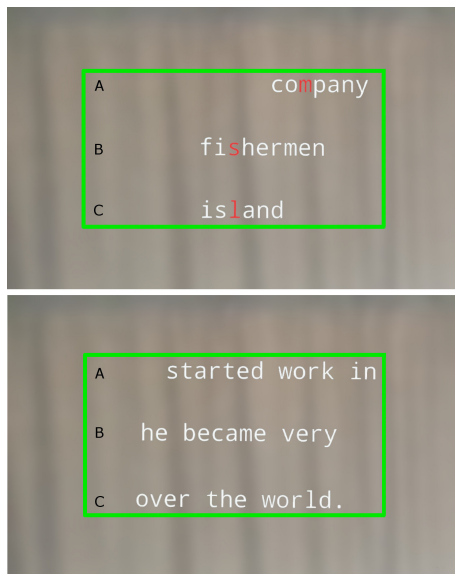 A company
B fishermen
C island
A started work in
B he became very
C over the world.